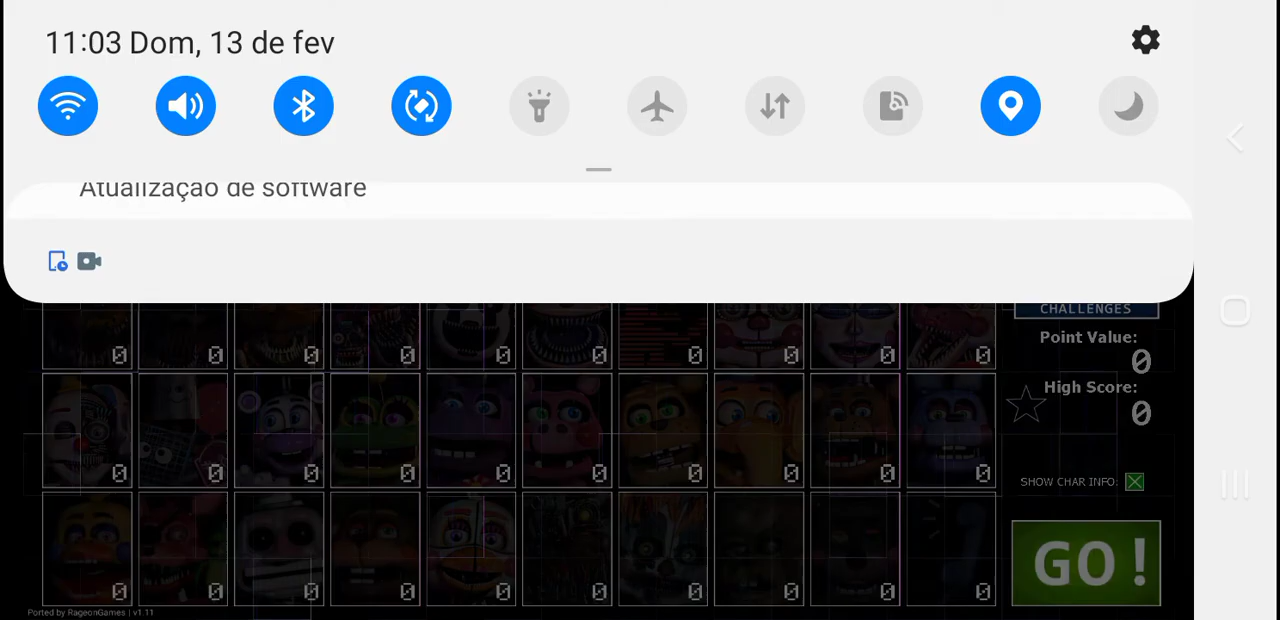 11:03 Dom, 13 de fev
Atualização de software
CHALLENGES
Point Value:
0
0 0 0 0 0 0 0 0 0 0
High Score:
0
0 0 0 0 0 0 0 0 0 0
SHOW CHAR INFO:
GO!
0 0 0 0 0 0 0 0 0 0
Ported by RageonGames | v1.11